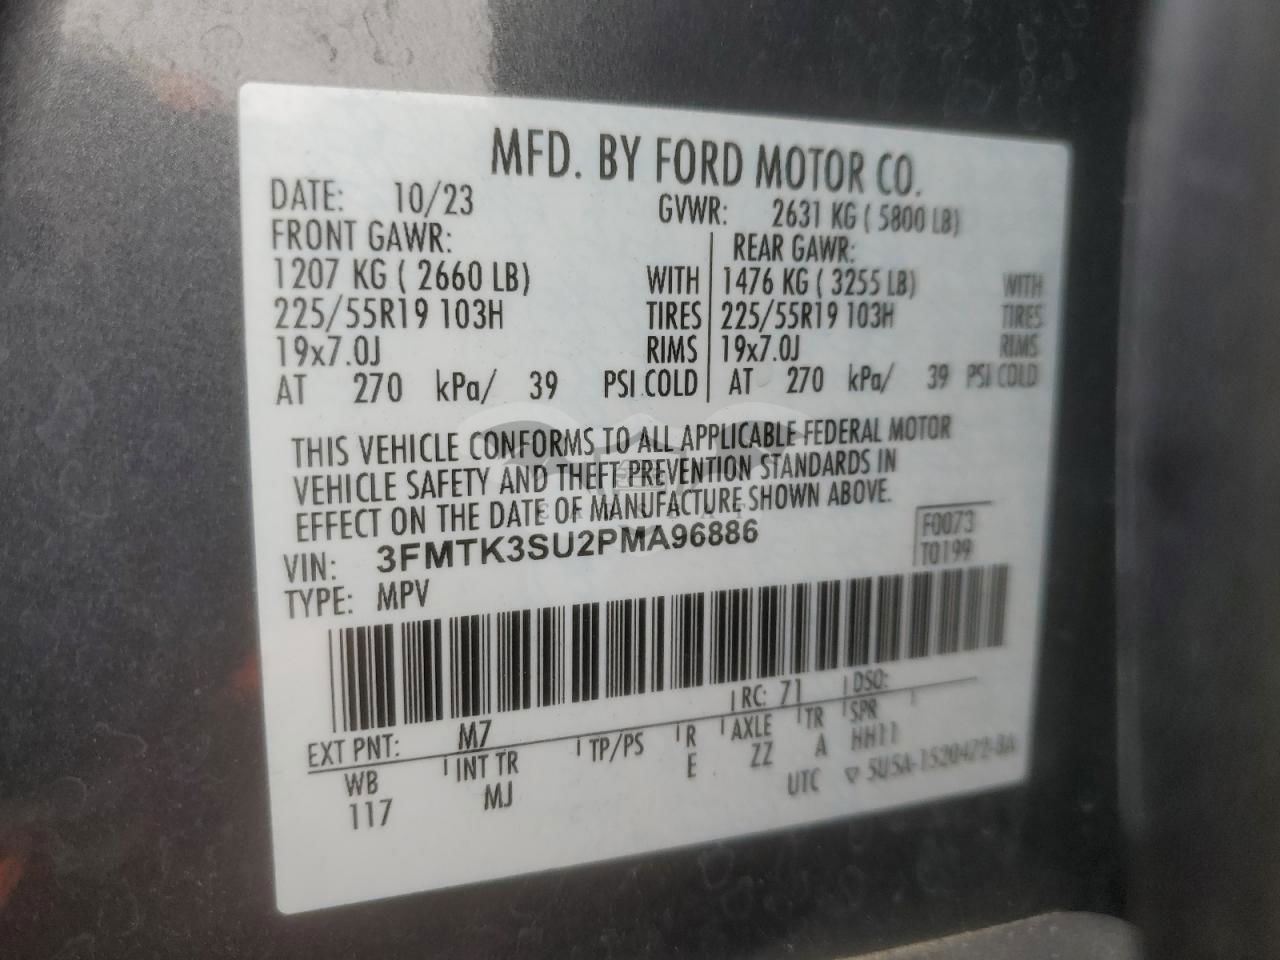 MFD. BY FORD MOTOR CO.
DATE: 10/23 GVWR: 2631 KG ( 5800 LB)
FRONT GAWR: REAR GAWR:
1207 KG ( 2660 LB) WITH 1476 KG ( 3255 LB) WITH
225/55R19 103H TIRES 225/55R19 103H TIRES
19x7.0J RIMS 19x7.0J RIMS
AT 270 kPa/ 39 PSI COLD AT 270 kPa/ 39 PSI COLD
THIS VEHICLE CONFORMS TO ALL APPLICABLE FEDERAL MOTOR
VEHICLE SAFETY AND THEFT PREVENTION STANDARDS IN
EFFECT ON THE DATE OF MANUFACTURE SHOWN ABOVE.
VIN: 3FMTK3SU2PMA96886 F0073
TYPE: MPV T0199
EXT PNT: M7 RC: 71 DSO:
WB INT TR TP/PS R AXLE TR SPR
117 MJ E ZZ A HH11
UTC ▽ 5U5A-1520472-BA